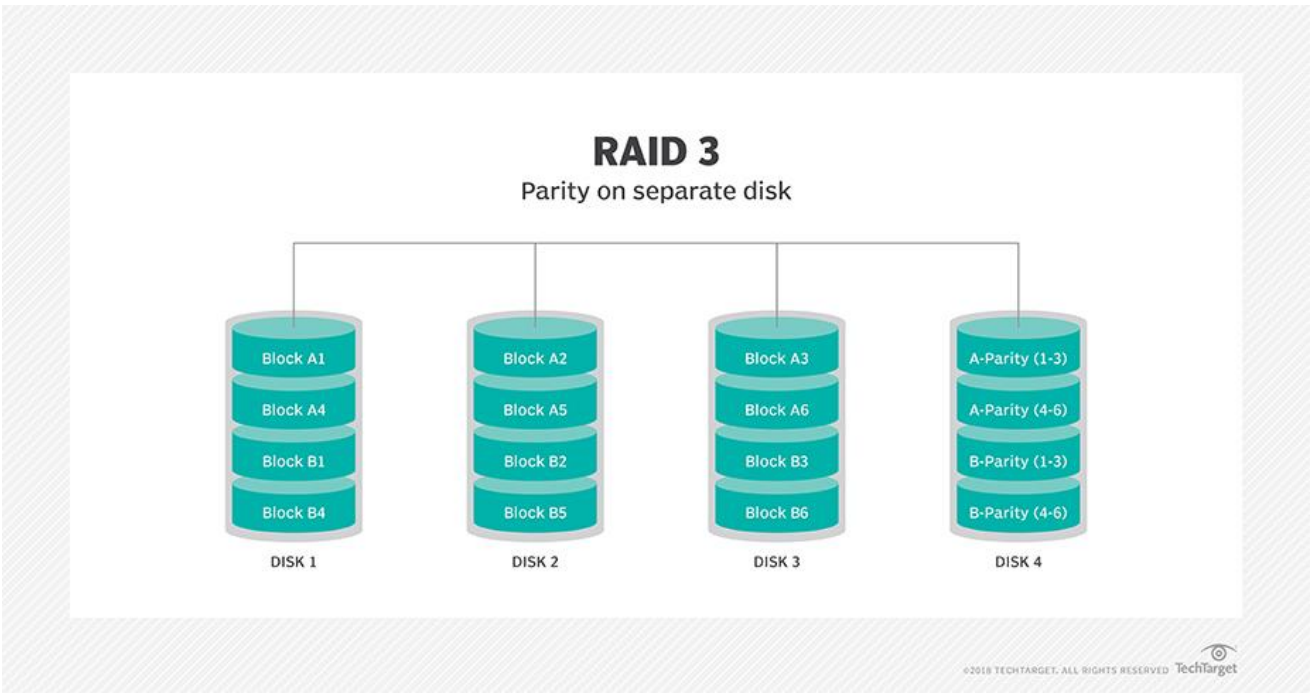 RAID 3
Parity on separate disk
Block A1
Block A4
Block B1
Block B4
DISK 1
Block A2
Block A5
Block B2
Block B5
DISK 2
Block A3
Block A6
Block B3
Block B6
DISK 3
A-Parity (1-3)
A-Parity (4-6)
B-Parity (1-3)
B-Parity (4-6)
DISK 4
©2018 TECHTARGET. ALL RIGHTS RESERVED TechTarget